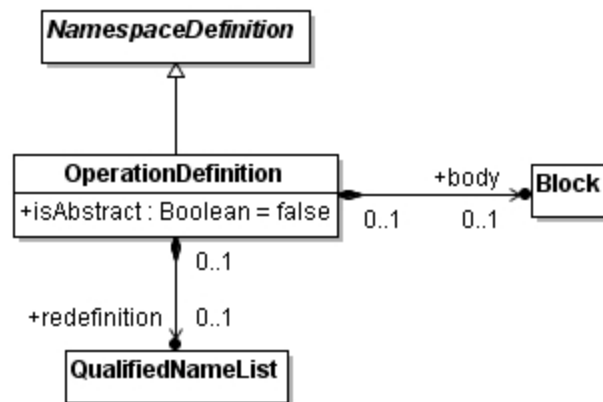 NamespaceDefinition
OperationDefinition
+isAbstract : Boolean = false
+body
0..1
0..1
Block
0..1
+redefinition
0..1
QualifiedNameList